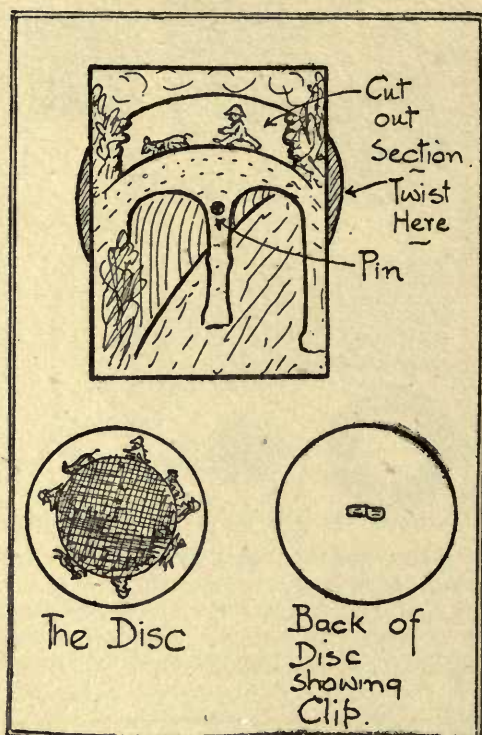 Cut
out
Section
Twist
Here
Pin
The Disc
Back of
Disc
showing
Clip.